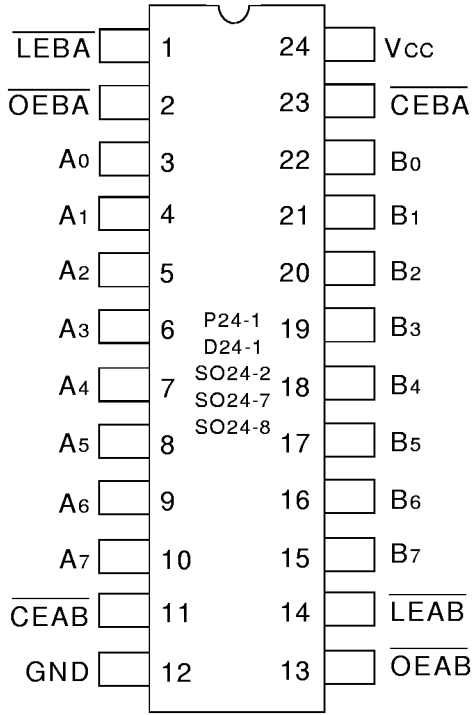 LEBA 1 24 Vcc
OEBA 2 23 CEBA
A0 3 22 B0
A1 4 21 B1
A2 5 20 B2
A3 6 19 B3
A4 7 18 B4
A5 8 17 B5
A6 9 16 B6
A7 10 15 B7
CEAB 11 14 LEAB
GND 12 13 OEAB
P24-1
D24-1
SO24-2
SO24-7
SO24-8